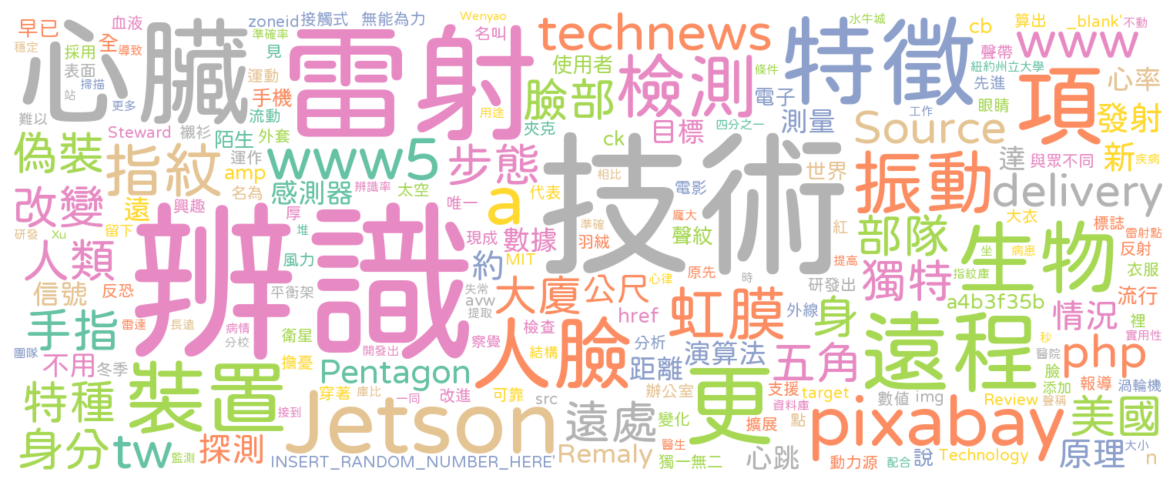 早已 血液 zoneid 接觸式 無能為力 Wenyao 水牛城 算出 _blank' 不動
穩定 採用 全 導致 準確率 見 名叫 technews 特徵 cb 聲帶 www
心臟 雷射 表面 掃描 運動 使用者 聲帶 條件 紐約州立大學 先進 心率 更多
站 手機 臉部 檢測 電子 眼睛 項 發射
難以 Steward 襯衫 流動 夾克 用途 四分之一 測量 工作
偽裝 指紋 陌生 外套 www5 步態 ck 目標 Source 達 新 疾病
運作 amp 感測器 太空 辨識率 代表 相比 世界 振動 與眾不同
改變 遠 名為 興趣 厚 唯一 a 電影 技術 delivery
研發 Xu 留下 堆 現成 數據 MIT 準確 羽絨 龐大 聲紋 紅 部隊 大衣 標誌 雷射點
人類 辨識 風力 約 提高 獨特 生物 坐 病患 反射
信號 反恐 平衡架 失常 大廈 公尺 心律 原先 時 研發出 身 指紋庫 衣服
手指 雷達 長遠 衛星 avw 提取 檢查 href 虹膜 外線 a4b3f35b 情況 流行 裡
團隊 病情 分校 擔憂 開發出 察覺 人臉 結構 分析 演算法 五角 遠程 秒 實用性
不用 冬季 Pentagon 距離 醫院 php
特種 裝置 穿著 庫比 改進 可靠 src 辦公室 更 支援 target 數值 img 臉 添加 報導 渦輪機
一同 Jetson 遠處 變化 資料庫 擴展 點 pixabay Review 聲稱 美國
身分 tw 探測 接到 Remaly 醫生 獨一無二 心跳 動力源 說 Technology 大小 原理 n
監測 INSERT_RANDOM_NUMBER_HERE' 配合